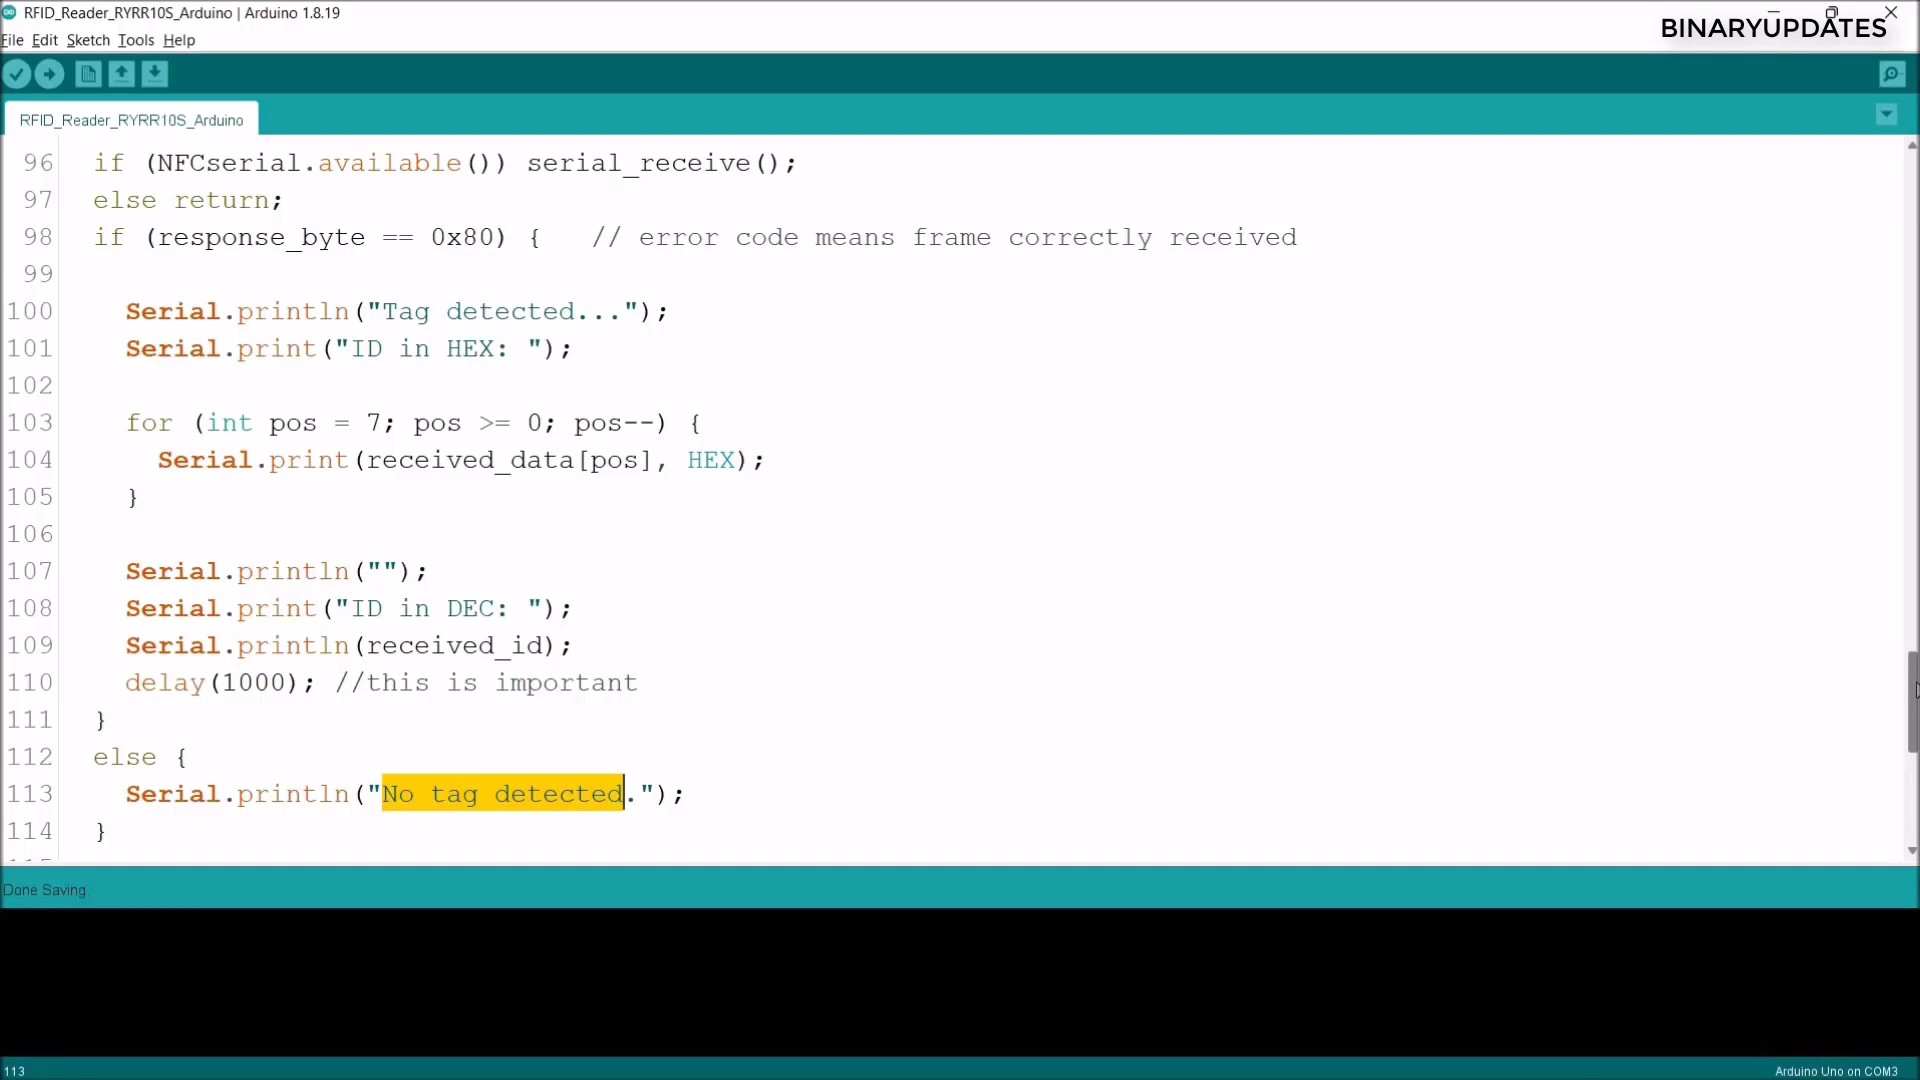 RFID_Reader_RYRR10S_Arduino | Arduino 1.8.19
BINARYUPDATES
File Edit Sketch Tools Help
RFID_Reader_RYRR10S_Arduino
96 if (NFCserial.available()) serial_receive();
97 else return;
98 if (response_byte == 0x80) { // error code means frame correctly received
99
100 Serial.println("Tag detected...");
101 Serial.print("ID in HEX: ");
102
103 for (int pos = 7; pos >= 0; pos--) {
104 Serial.print(received_data[pos], HEX);
105 }
106
107 Serial.println("");
108 Serial.print("ID in DEC: ");
109 Serial.println(received_id);
110 delay(1000); //this is important
111 }
112 else {
113 Serial.println("No tag detected.");
114 }
Done Saving.
113
Arduino Uno on COM3